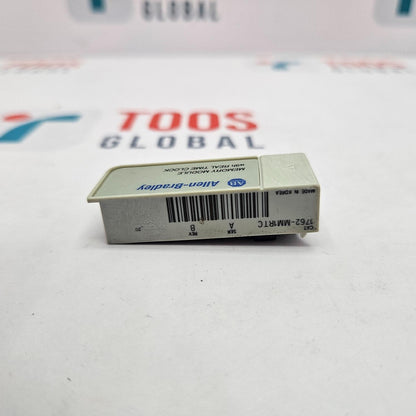 TOOS
GLOBAL
TOOS
GLOBAL
MEMORY MODULE
with REAL TIME CLOCK
AB Allen-Bradley
MADE IN KOREA
CAT
1762-MM1RTC
SER
A
REV
B